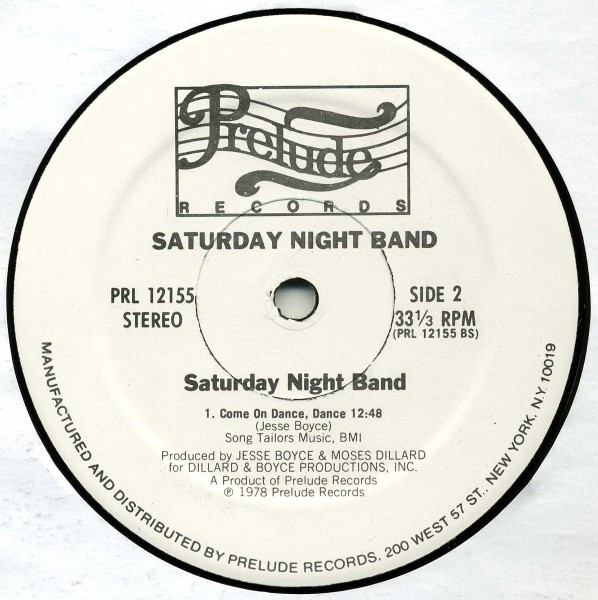 Prelude
RECORDS
SATURDAY NIGHT BAND
PRL 12155
STEREO
SIDE 2
33⅓ RPM
(PRL 12155 BS)
Saturday Night Band
1. Come On Dance, Dance 12:48
(Jesse Boyce)
Song Tailors Music, BMI
Produced by JESSE BOYCE & MOSES DILLARD
for DILLARD & BOYCE PRODUCTIONS, INC.
A Product of Prelude Records
℗ 1978 Prelude Records
MANUFACTURED AND DISTRIBUTED BY PRELUDE RECORDS, 200 WEST 57 ST., NEW YORK, N.Y. 10019